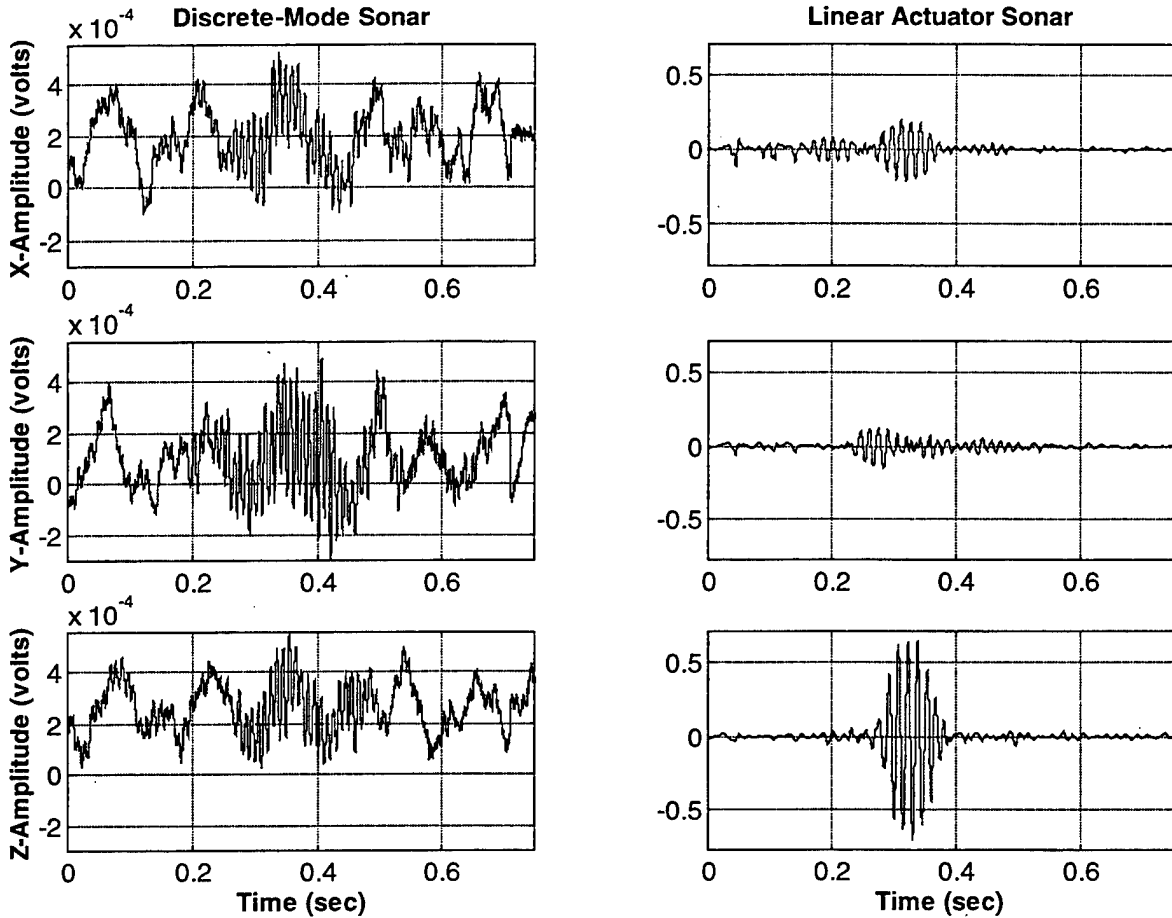 Discrete-Mode Sonar
Linear Actuator Sonar
x 10^-4
X-Amplitude (volts)
4
2
0
-2
0 0.2 0.4 0.6
0.5
0
-0.5
0 0.2 0.4 0.6
x 10^-4
Y-Amplitude (volts)
4
2
0
-2
0 0.2 0.4 0.6
0.5
0
-0.5
0 0.2 0.4 0.6
x 10^-4
Z-Amplitude (volts)
4
2
0
-2
0 0.2 0.4 0.6
Time (sec)
0.5
0
-0.5
0 0.2 0.4 0.6
Time (sec)